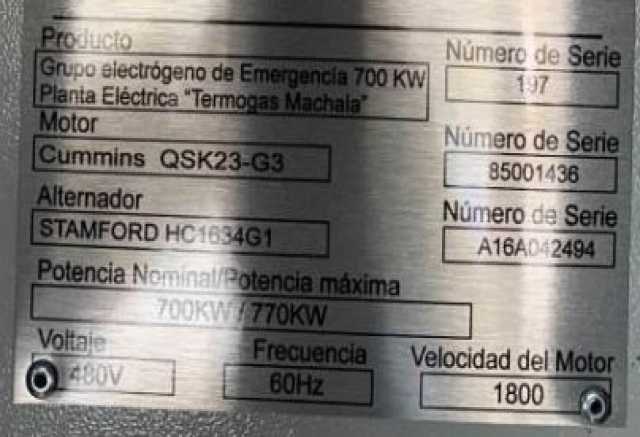 Producto Número de Serie
Grupo electrógeno de Emergencia 700 KW 197
Planta Eléctrica "Termogas Machala"
Motor Número de Serie
Cummins QSK23-G3 85001436
Alternador Número de Serie
STAMFORD HC1634G1 A16A042494
Potencia Nominal/Potencia máxima
700KW / 770KW
Voltaje Frecuencia Velocidad del Motor
480V 60Hz 1800